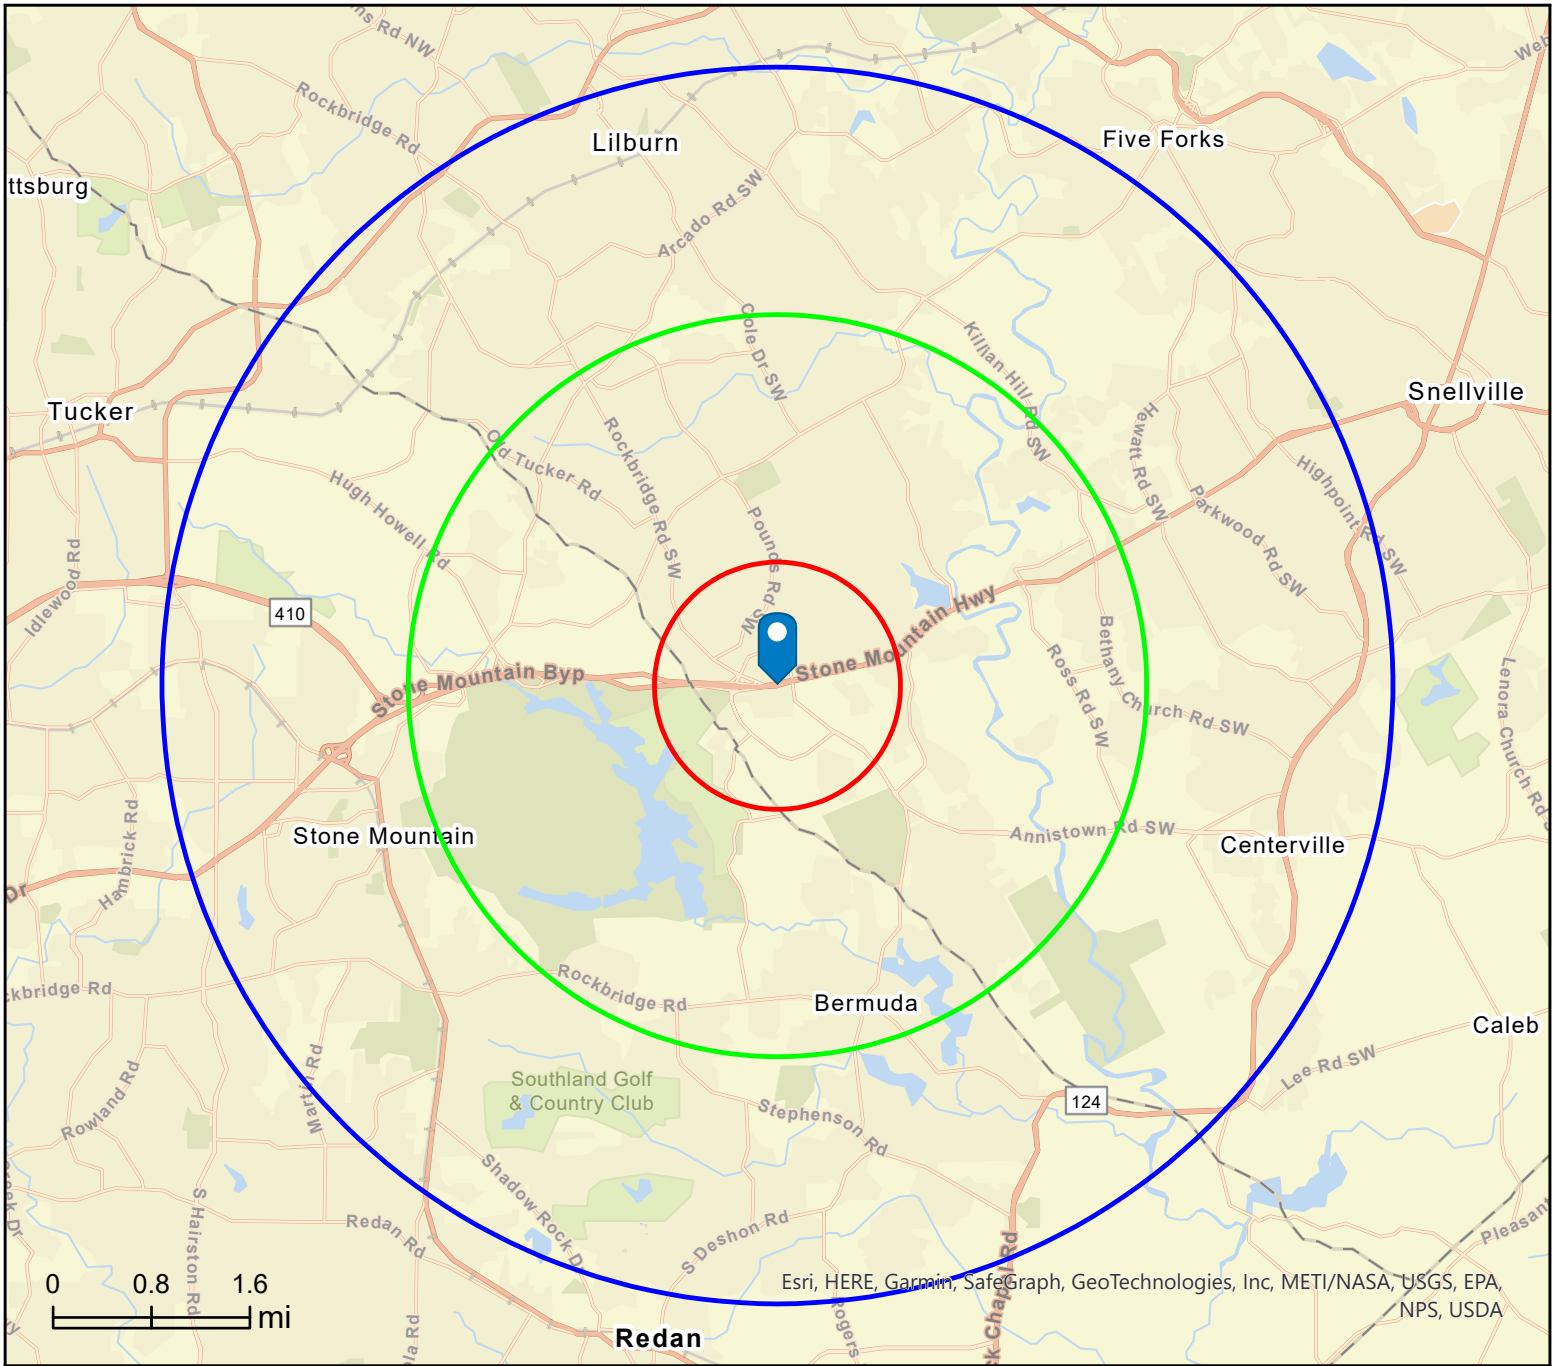 Rockbridge Rd
Lilburn
Five Forks
ttsburg
Arcado Rd SW
Cole Dr SW
Killian Hill Rd SW
Tucker
Snellville
Hewatt Rd SW
Old Tucker Rd
Rockbridge Rd SW
Hugh Howell Rd
Highpoint Rd SW
Parkwood Rd SW
Pounds Rd SW
Idlewood Rd
410
Stone Mountain Hwy
Stone Mountain Byp
Bethany Church Rd SW
Ross Rd SW
Lenora Church Rd S
Hambrick Rd
Stone Mountain
Annistown Rd SW
Centerville
Dr
ckbridge Rd
Rockbridge Rd
Bermuda
Caleb
Lee Rd SW
Martin Rd
Rowland Rd
Southland Golf
& Country Club
124
Stephenson Rd
Shadow Rock Dr
S Hairston Rd
Redan Rd
S Deshon Rd
Pleasant
ck Chapel Rd
Rogers
0 0.8 1.6
mi
Esri, HERE, Garmin, SafeGraph, GeoTechnologies, Inc, METI/NASA, USGS, EPA,
NPS, USDA
Redan